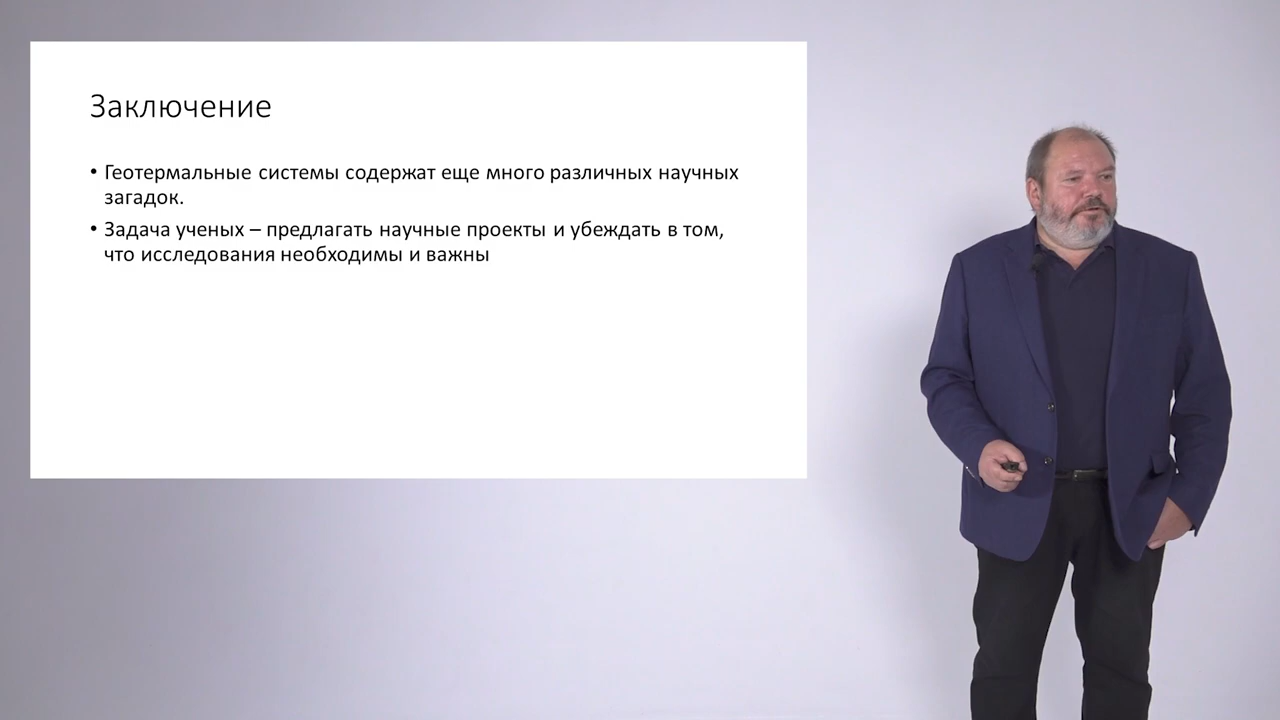 Заключение
• Геотермальные системы содержат еще много различных научных
загадок.
• Задача ученых – предлагать научные проекты и убеждать в том,
что исследования необходимы и важны